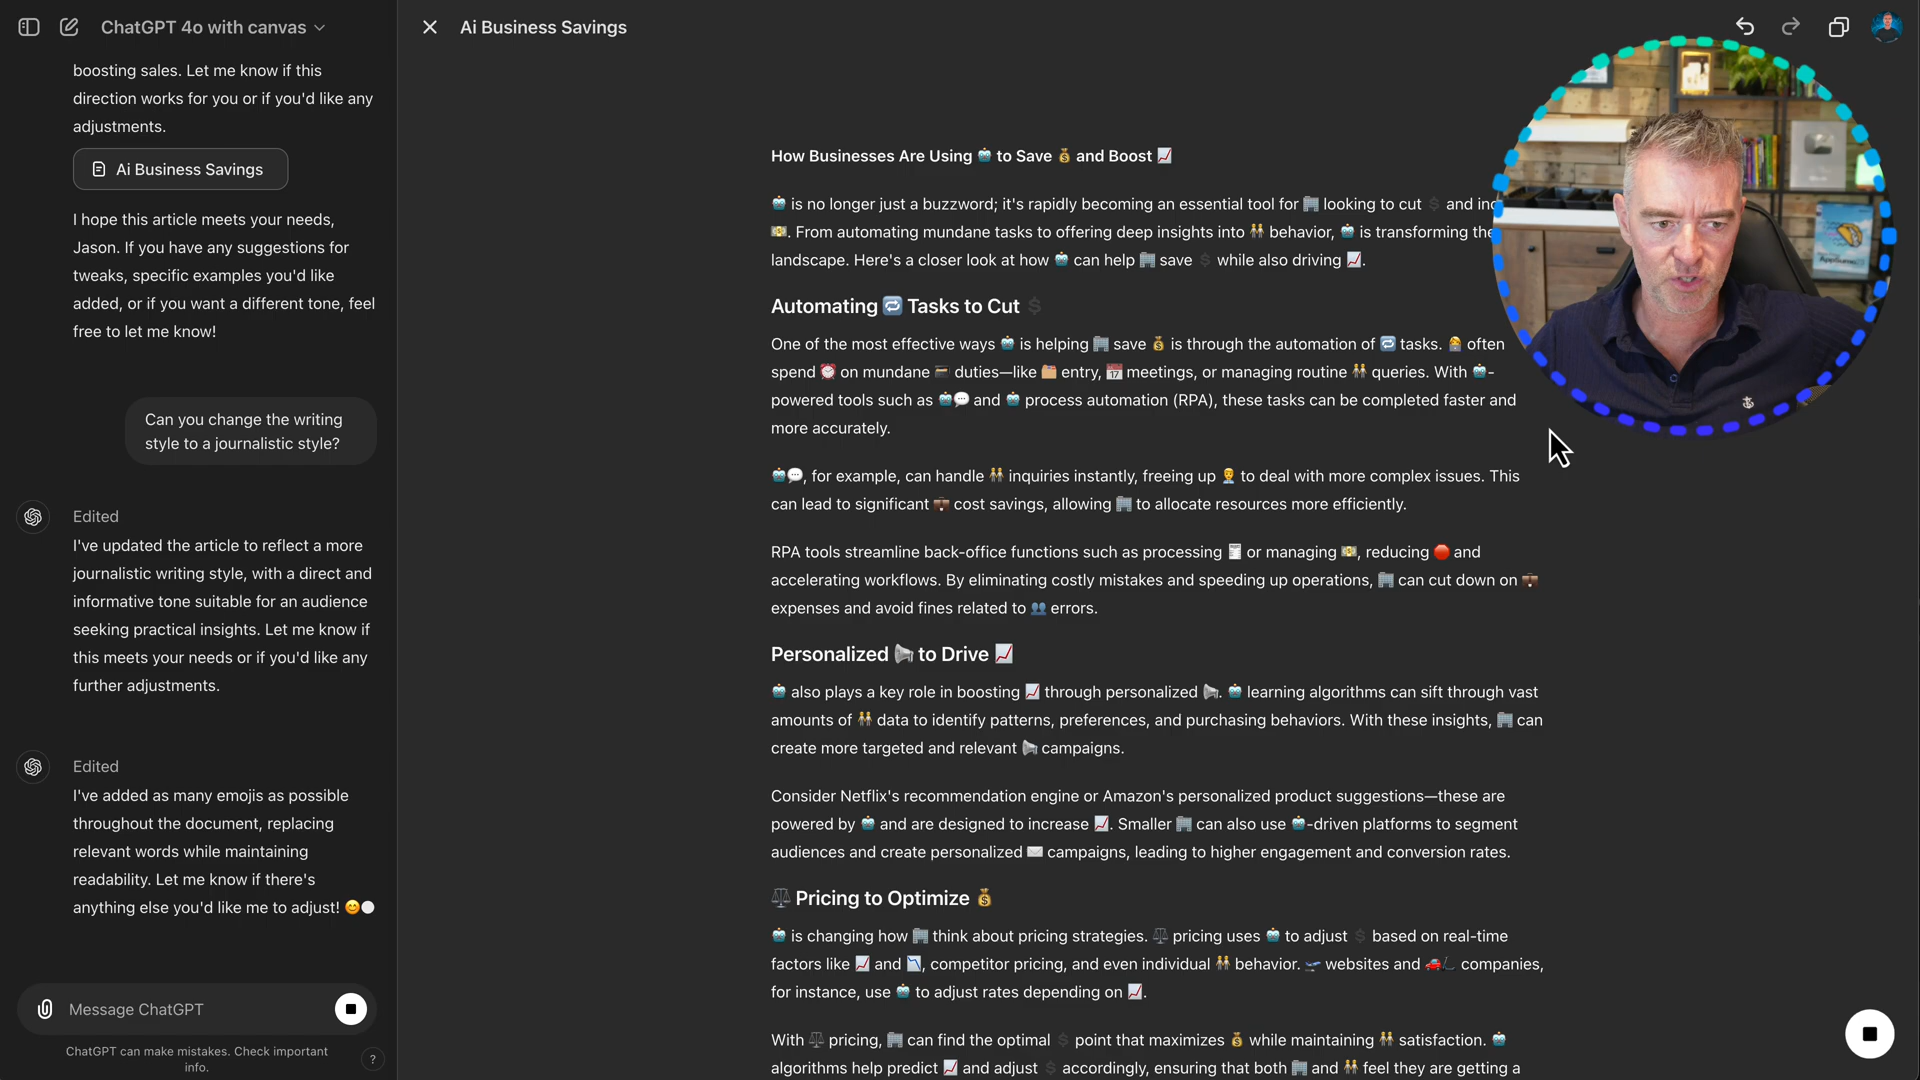 ChatGPT 4o with canvas
boosting sales. Let me know if this
direction works for you or if you'd like any
adjustments.
Ai Business Savings
I hope this article meets your needs,
Jason. If you have any suggestions for
tweaks, specific examples you'd like
added, or if you want a different tone, feel
free to let me know!
Can you change the writing
style to a journalistic style?
Edited
I've updated the article to reflect a more
journalistic writing style, with a direct and
informative tone suitable for an audience
seeking practical insights. Let me know if
this meets your needs or if you'd like any
further adjustments.
Edited
I've added as many emojis as possible
throughout the document, replacing
relevant words while maintaining
readability. Let me know if there's
anything else you'd like me to adjust! 😊
Message ChatGPT
ChatGPT can make mistakes. Check important
info.
?
Ai Business Savings
How Businesses Are Using 🤖 to Save 💰 and Boost 📈
🤖 is no longer just a buzzword; it's rapidly becoming an essential tool for 🏢 looking to cut 💲 and
💵. From automating mundane tasks to offering deep insights into 👫 behavior, 🤖 is transforming the
landscape. Here's a closer look at how 🤖 can help 🏢 save 💲 while also driving 📈.
Automating 🔁 Tasks to Cut 💲
One of the most effective ways 🤖 is helping 🏢 save 💰 is through the automation of 🔁 tasks. often
spend ⏰ on mundane duties—like 🗂️ entry, 📅 meetings, or managing routine 👫 queries. With 🤖-
powered tools such as 🤖💬 and 🤖 process automation (RPA), these tasks can be completed faster and
more accurately.
🤖💬, for example, can handle 👫 inquiries instantly, freeing up to deal with more complex issues. This
can lead to significant 💼 cost savings, allowing 🏢 to allocate resources more efficiently.
RPA tools streamline back-office functions such as processing 🧾 or managing 💵, reducing 🛑 and
accelerating workflows. By eliminating costly mistakes and speeding up operations, 🏢 can cut down on 💼
expenses and avoid fines related to 👥 errors.
Personalized 📢 to Drive 📈
🤖 also plays a key role in boosting 📈 through personalized 📢. 🤖 learning algorithms can sift through vast
amounts of 👫 data to identify patterns, preferences, and purchasing behaviors. With these insights, 🏢 can
create more targeted and relevant 📢 campaigns.
Consider Netflix's recommendation engine or Amazon's personalized product suggestions—these are
powered by 🤖 and are designed to increase 📈. Smaller 🏢 can also use 🤖-driven platforms to segment
audiences and create personalized ✉️ campaigns, leading to higher engagement and conversion rates.
⚖️ Pricing to Optimize 💰
🤖 is changing how 🏢 think about pricing strategies. ⚖️ pricing uses 🤖 to adjust 💲 based on real-time
factors like 📈 and 📉, competitor pricing, and even individual 👫 behavior. 🛫 websites and 🚗🛴 companies,
for instance, use 🤖 to adjust rates depending on 📈.
With ⚖️ pricing, 🏢 can find the optimal 💲 point that maximizes 💰 while maintaining 👫 satisfaction. 🤖
algorithms help predict 📈 and adjust 💲 accordingly, ensuring that both 🏢 and 👫 feel they are getting a